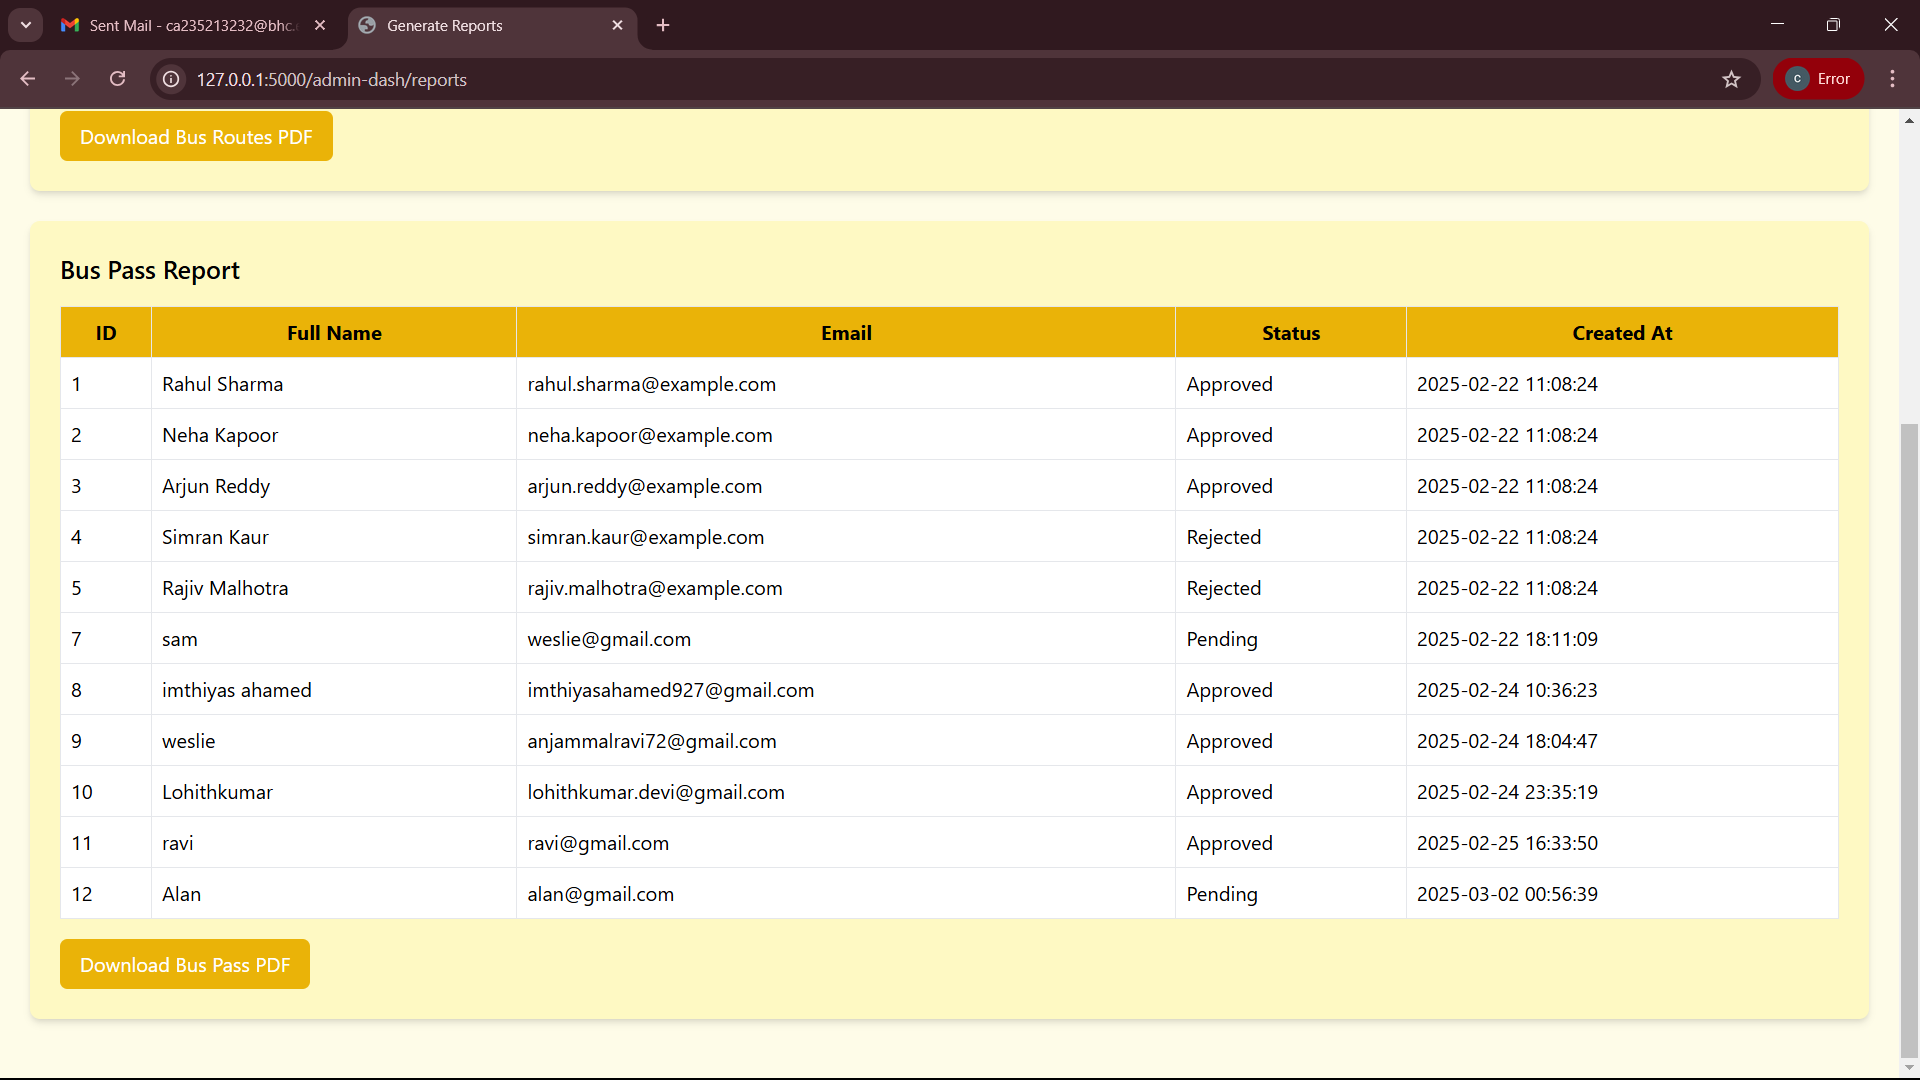 Sent Mail - ca235213232@bhc.
Generate Reports
127.0.0.1:5000/admin-dash/reports
c Error
Download Bus Routes PDF
Bus Pass Report
ID Full Name Email Status Created At
1 Rahul Sharma rahul.sharma@example.com Approved 2025-02-22 11:08:24
2 Neha Kapoor neha.kapoor@example.com Approved 2025-02-22 11:08:24
3 Arjun Reddy arjun.reddy@example.com Approved 2025-02-22 11:08:24
4 Simran Kaur simran.kaur@example.com Rejected 2025-02-22 11:08:24
5 Rajiv Malhotra rajiv.malhotra@example.com Rejected 2025-02-22 11:08:24
7 sam weslie@gmail.com Pending 2025-02-22 18:11:09
8 imthiyas ahamed imthiyasahamed927@gmail.com Approved 2025-02-24 10:36:23
9 weslie anjammalravi72@gmail.com Approved 2025-02-24 18:04:47
10 Lohithkumar lohithkumar.devi@gmail.com Approved 2025-02-24 23:35:19
11 ravi ravi@gmail.com Approved 2025-02-25 16:33:50
12 Alan alan@gmail.com Pending 2025-03-02 00:56:39
Download Bus Pass PDF